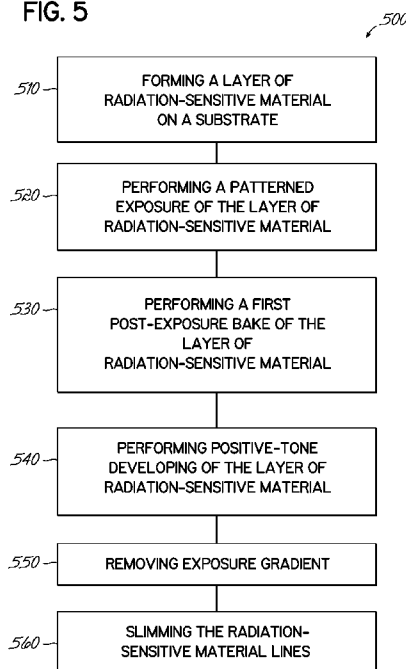 FIG. 5
500
510
FORMING A LAYER OF
RADIATION-SENSITIVE MATERIAL
ON A SUBSTRATE
520
PERFORMING A PATTERNED
EXPOSURE OF THE LAYER OF
RADIATION-SENSITIVE MATERIAL
530
PERFORMING A FIRST
POST-EXPOSURE BAKE OF THE
LAYER OF
RADIATION-SENSITIVE MATERIAL
540
PERFORMING POSITIVE-TONE
DEVELOPING OF THE LAYER OF
RADIATION-SENSITIVE MATERIAL
550
REMOVING EXPOSURE GRADIENT
560
SLIMMING THE RADIATION-
SENSITIVE MATERIAL LINES